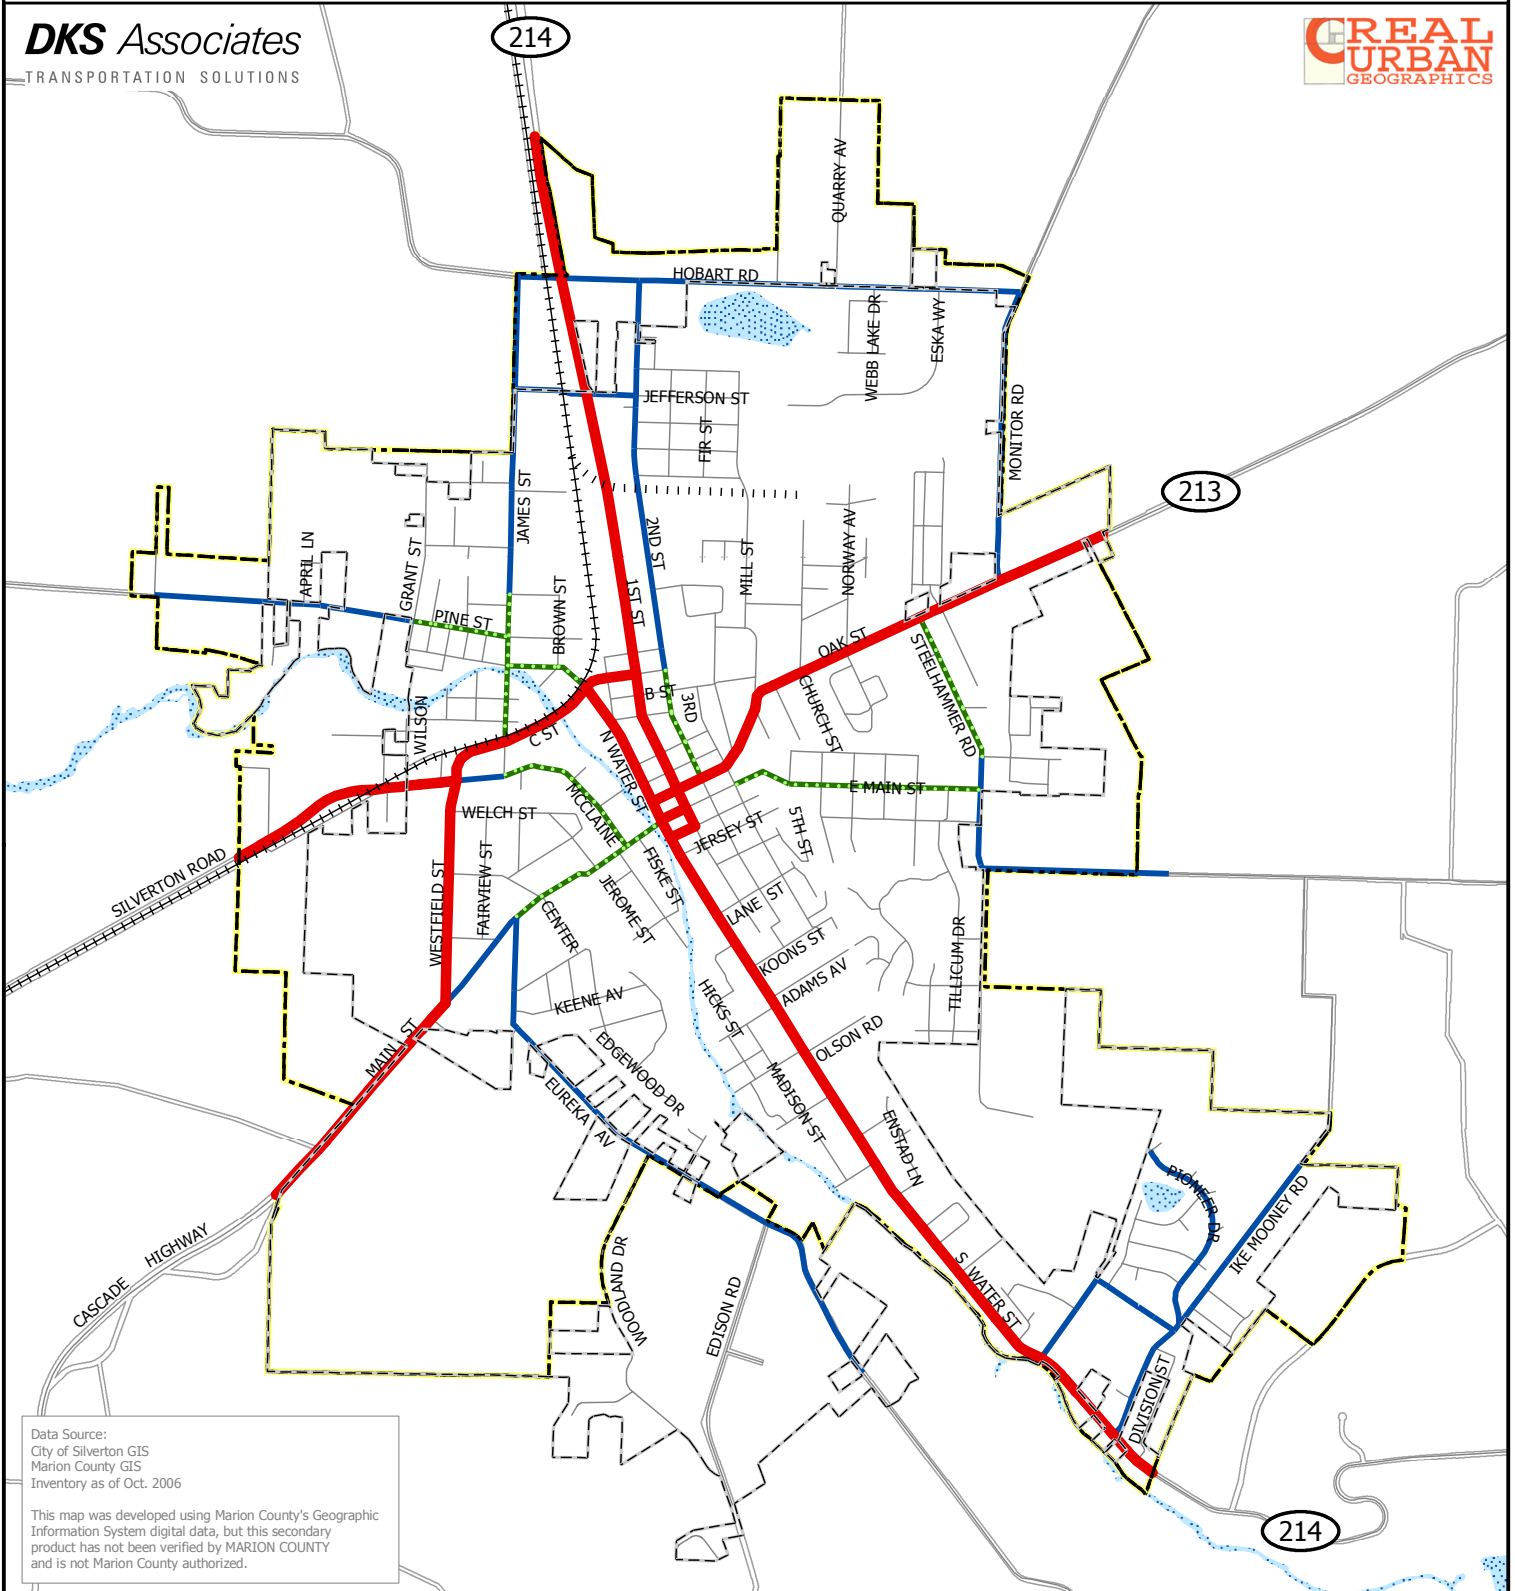 DKS Associates
TRANSPORTATION SOLUTIONS
214
CREAL
URBAN
GEOGRAPHICS
QUARRY AV
HOBART RD
WEBB LAKE DR
ESKA WY
JEFFERSON ST
FIR ST
MONITOR RD
213
JAMES ST
2ND ST
APRIL LN
GRANT ST
MILL ST
NORWAY AV
BROWN ST
1ST ST
PINE ST
OAK ST
STEELHAMMER RD
B ST
3RD
CHURCH ST
WILSON
C ST
N WATER ST
E MAIN ST
MCCLAINE
WELCH ST
JERSEY ST
5TH ST
SILVERTON ROAD
WESTFIELD ST
FAIRVIEW ST
FISKE ST
JEROME ST
CENTER
LANE ST
KOONS ST
ADAMS AV
TILLICUM DR
KEENE AV
HICKS ST
OLSON RD
MAIN ST
EDGEWOOD DR
EUREKA AV
MADISON ST
ENSTAD LN
PIONEER DR
IKE MOONEY RD
CASCADE HIGHWAY
WOODLAND DR
EDISON RD
S WATER ST
DIVISION ST
214
Data Source:
City of Silverton GIS
Marion County GIS
Inventory as of Oct. 2006
This map was developed using Marion County's Geographic
Information System digital data, but this secondary
product has not been verified by MARION COUNTY
and is not Marion County authorized.